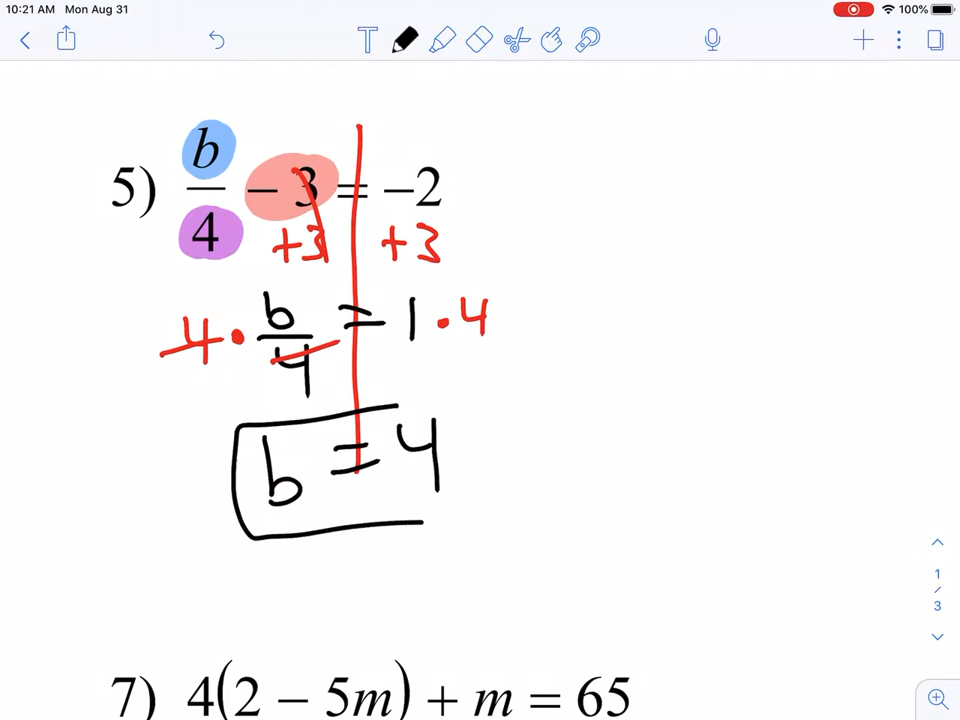 10:21 AM Mon Aug 31
100%
T
5) b/4 − 3 = −2
+3 +3
4 • b/4 = 1 • 4
b = 4
1
/
3
7) 4(2 − 5m) + m = 65